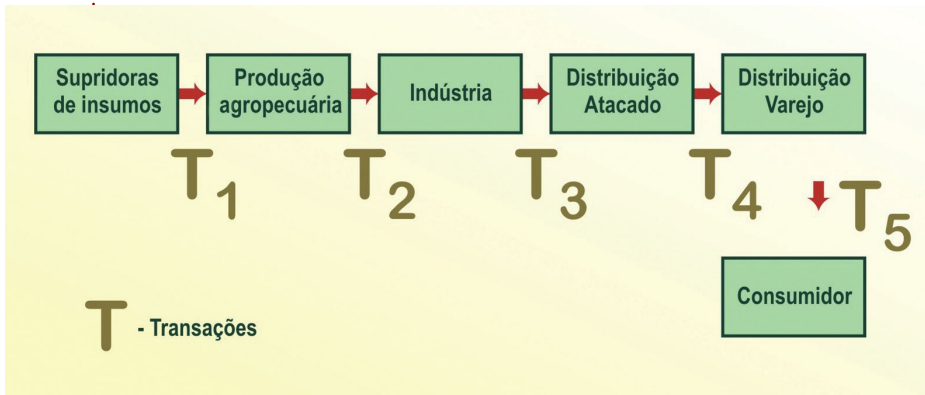 Supridoras
de insumos
Produção
agropecuária
Indústria
Distribuição
Atacado
Distribuição
Varejo
T1
T2
T3
T4
T5
Consumidor
T - Transações